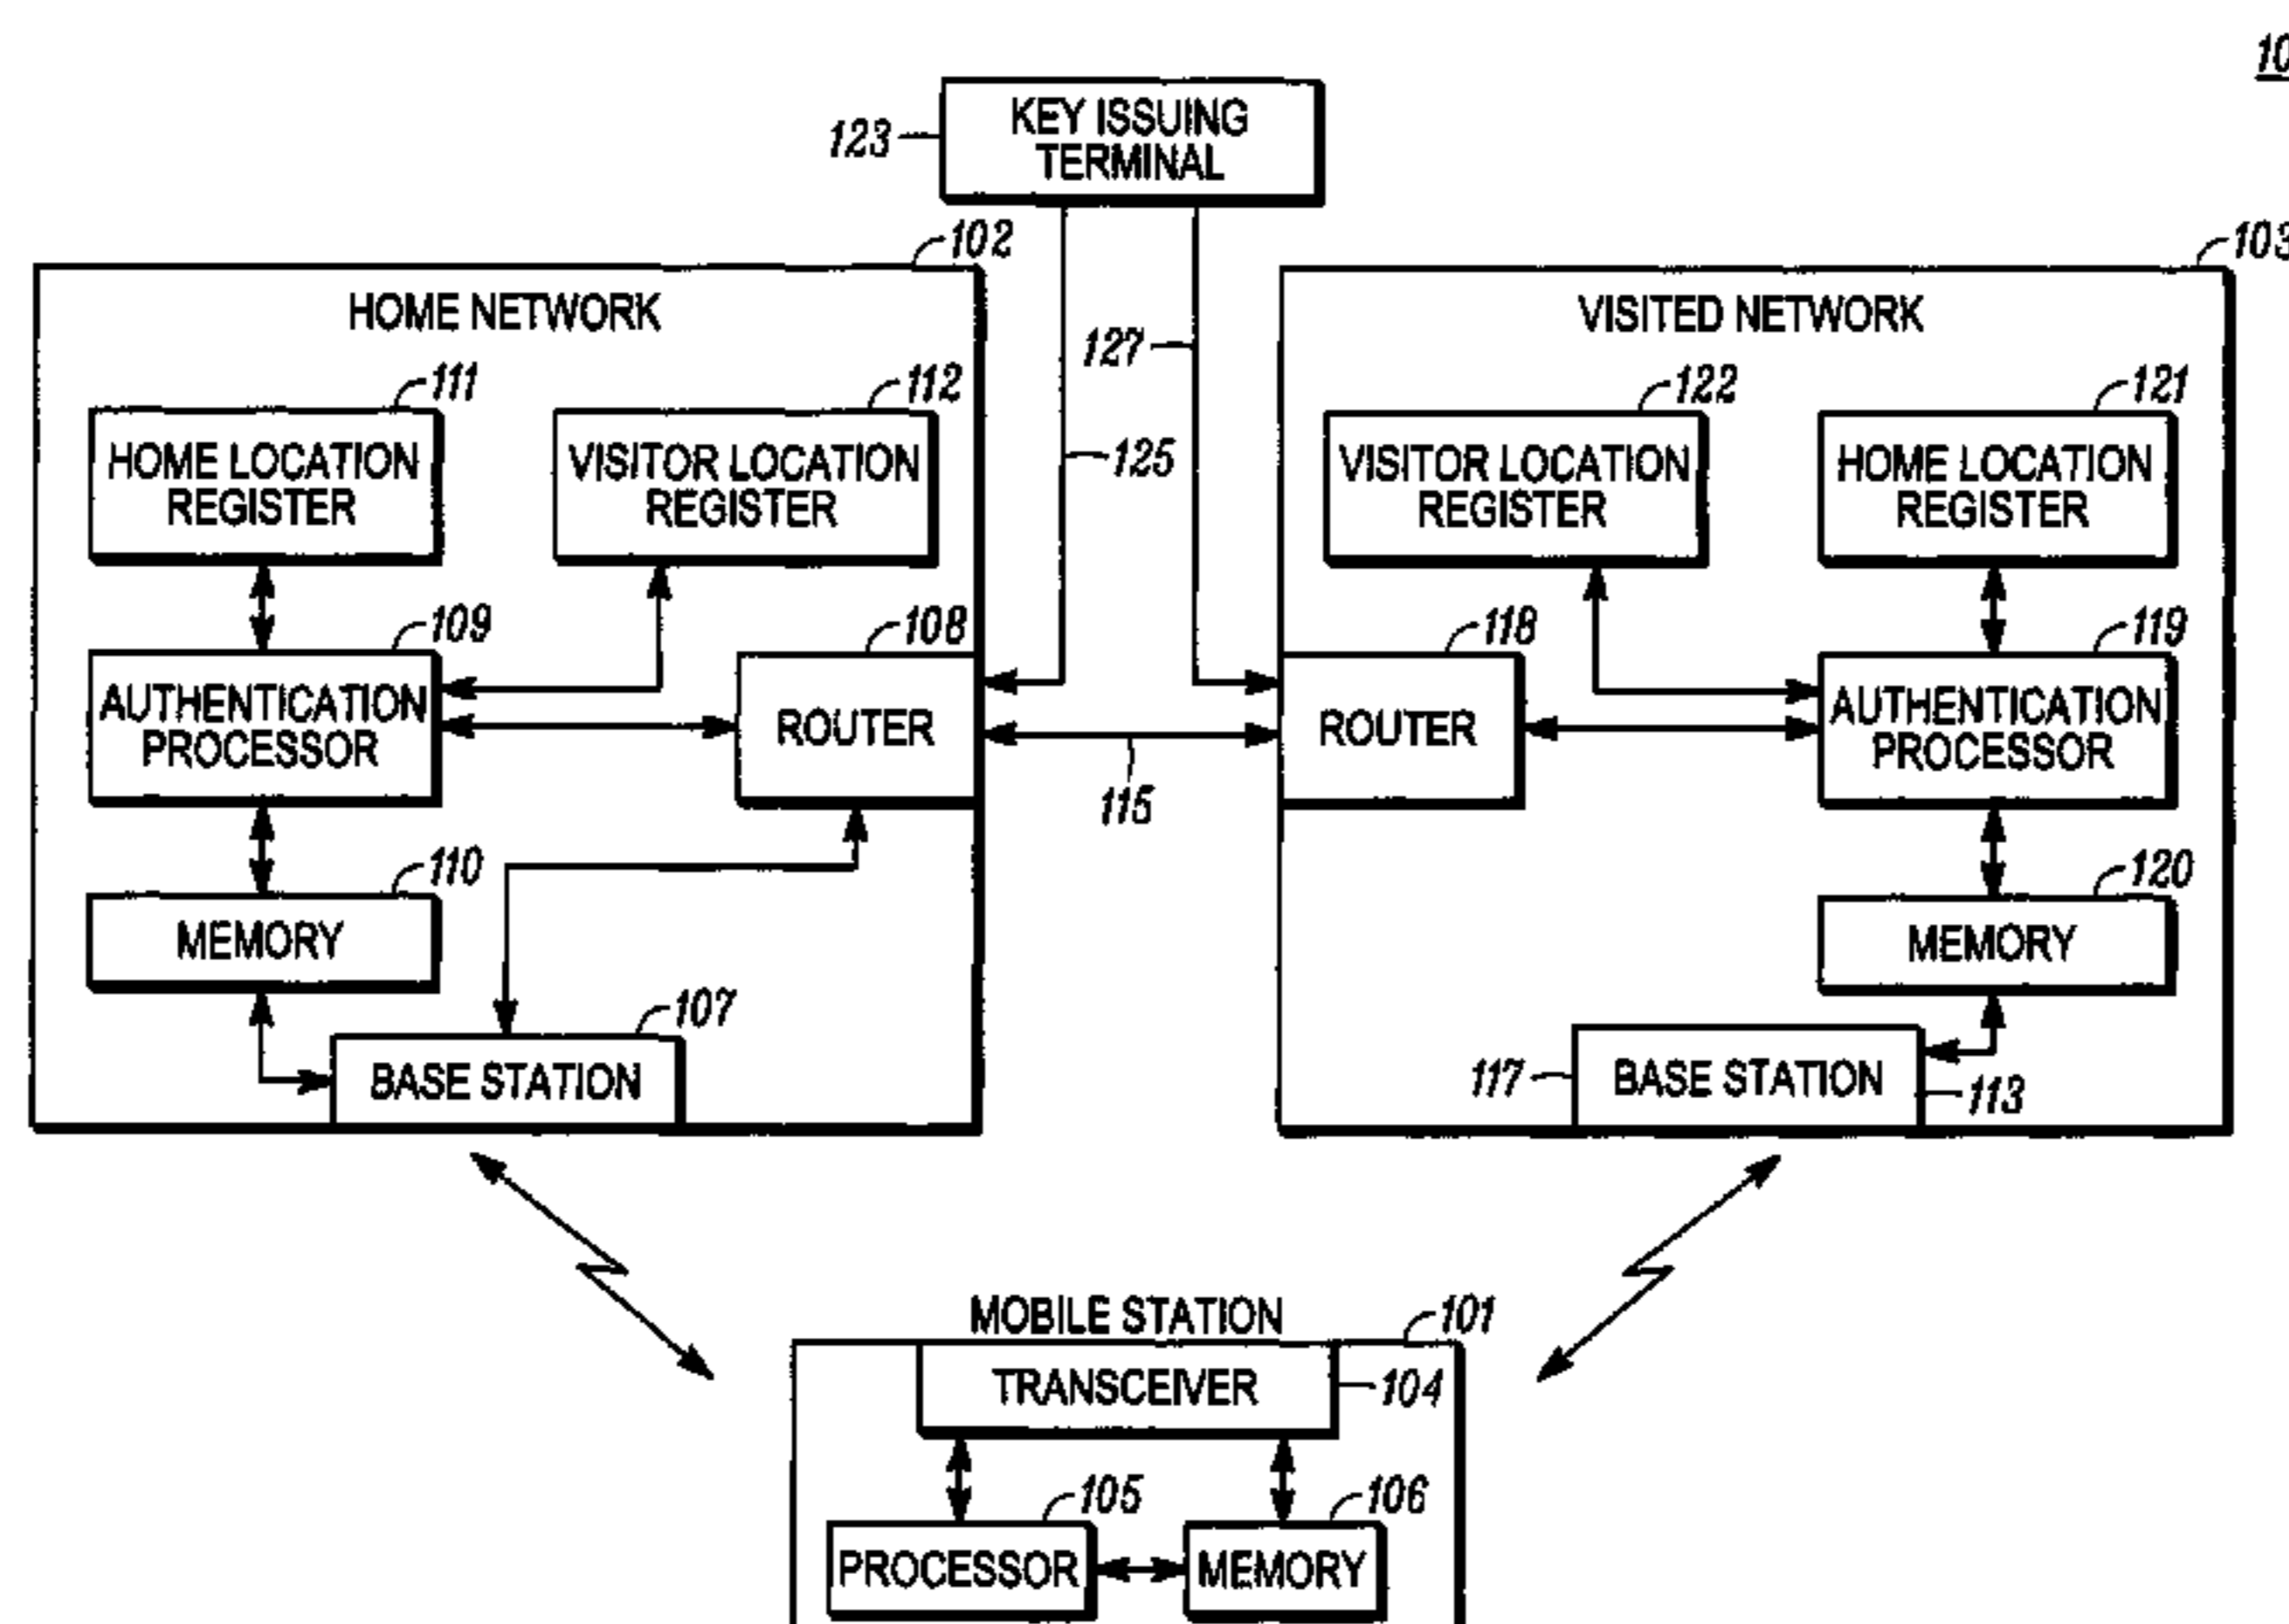 10
KEY ISSUING
TERMINAL
123
102
103
HOME NETWORK
VISITED NETWORK
127
125
111
112
122
121
HOME LOCATION
REGISTER
VISITOR LOCATION
REGISTER
VISITOR LOCATION
REGISTER
HOME LOCATION
REGISTER
109
108
118
119
AUTHENTICATION
PROCESSOR
ROUTER
ROUTER
AUTHENTICATION
PROCESSOR
115
110
120
MEMORY
MEMORY
107
BASE STATION
117
BASE STATION
113
MOBILE STATION
101
TRANSCEIVER
104
105
106
PROCESSOR
MEMORY